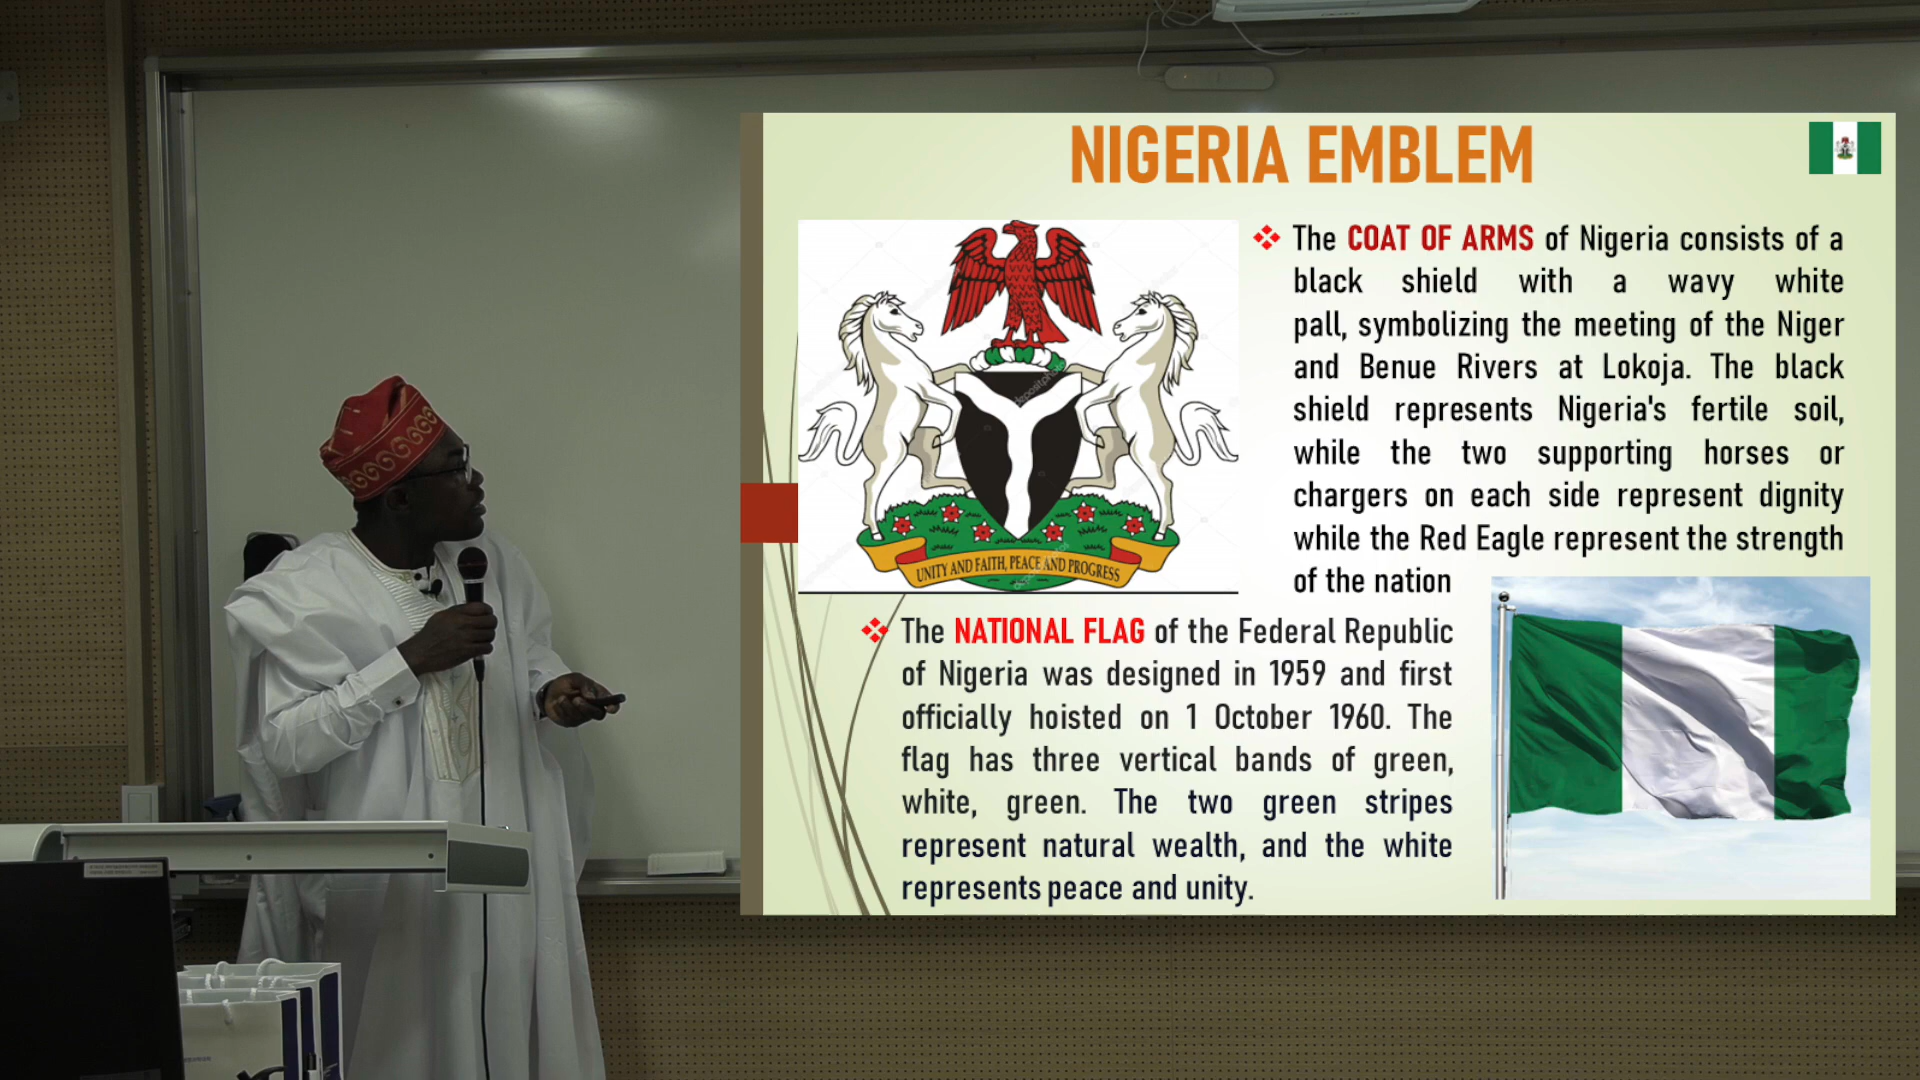 NIGERIA EMBLEM
The COAT OF ARMS of Nigeria consists of a
black shield with a wavy white
pall, symbolizing the meeting of the Niger
and Benue Rivers at Lokoja. The black
shield represents Nigeria's fertile soil,
while the two supporting horses or
chargers on each side represent dignity
while the Red Eagle represent the strength
of the nation
UNITY AND FAITH, PEACE AND PROGRESS
The NATIONAL FLAG of the Federal Republic
of Nigeria was designed in 1959 and first
officially hoisted on 1 October 1960. The
flag has three vertical bands of green,
white, green. The two green stripes
represent natural wealth, and the white
represents peace and unity.